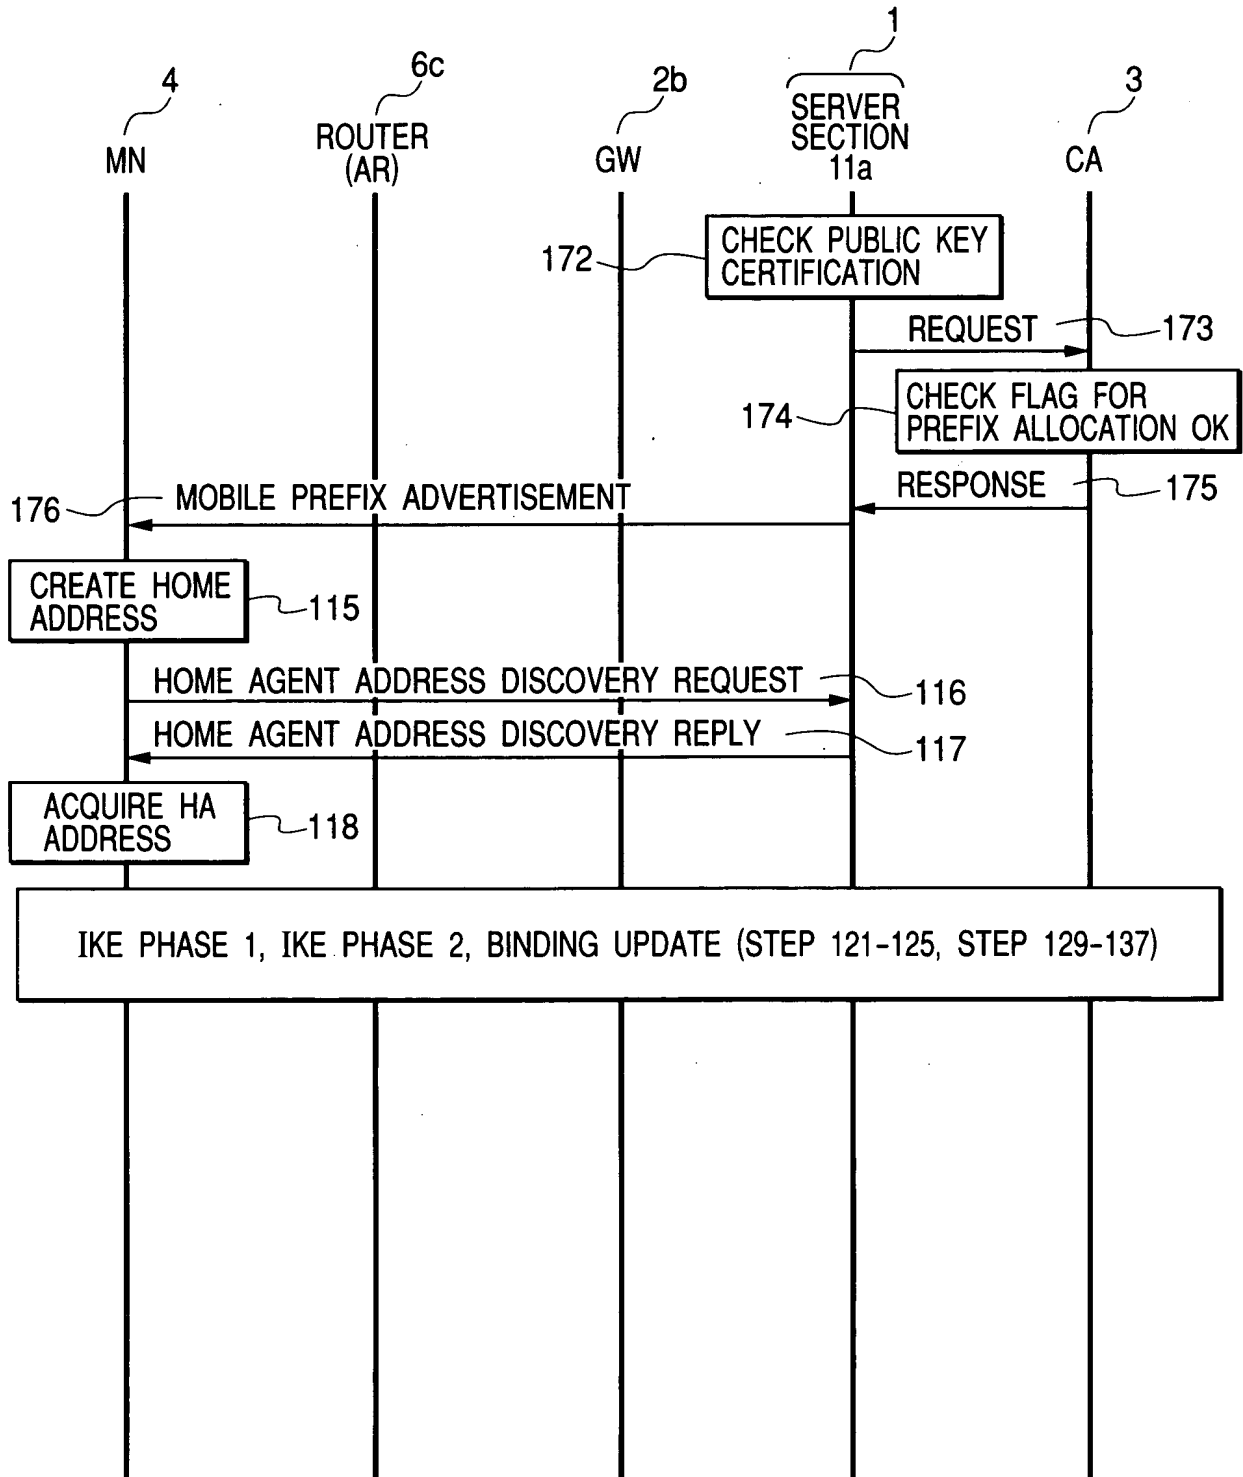 1
6c
4
2b
3
SERVER
SECTION
11a
ROUTER
(AR)
MN
GW
CA
CHECK PUBLIC KEY
CERTIFICATION
172
REQUEST
173
CHECK FLAG FOR
PREFIX ALLOCATION OK
174
RESPONSE
175
176
MOBILE PREFIX ADVERTISEMENT
CREATE HOME
ADDRESS
115
HOME AGENT ADDRESS DISCOVERY REQUEST
116
HOME AGENT ADDRESS DISCOVERY REPLY
117
ACQUIRE HA
ADDRESS
118
IKE PHASE 1, IKE PHASE 2, BINDING UPDATE (STEP 121-125, STEP 129-137)